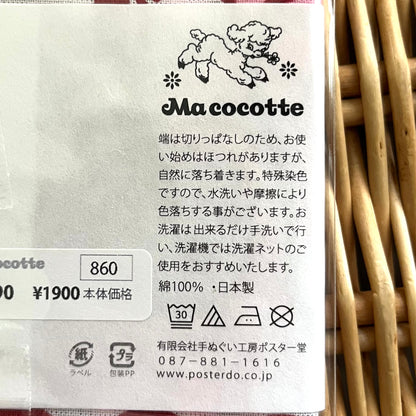 Ma cocotte
端は切りっぱなしのため、お使
い始めはほつれがありますが、
自然に落ち着きます。特殊染色
ですので、水洗いや摩擦により
色落ちする事がございます。お
洗濯は出来るだけ手洗いで行
い、洗濯機では洗濯ネットのご
使用をおすすめいたします。
綿100% ・日本製
30
有限会社手ぬぐい工房ポスター堂
087-881-1616
www.posterdo.co.jp
cocotte
860
90 ¥1900 本体価格
紙
ラベル
プラ
包装PP